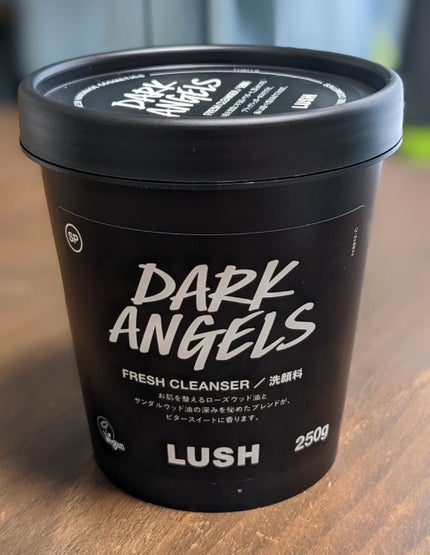 DARK
ANGELS
LUSH
SP
DARK
ANGELS
FRESH CLEANSER / 洗顔料
お肌を整えるローズウッド油と
サンダルウッド油の深みを秘めたブレンドが、
ビタースイートに香ります。
Vegan
LUSH
250g